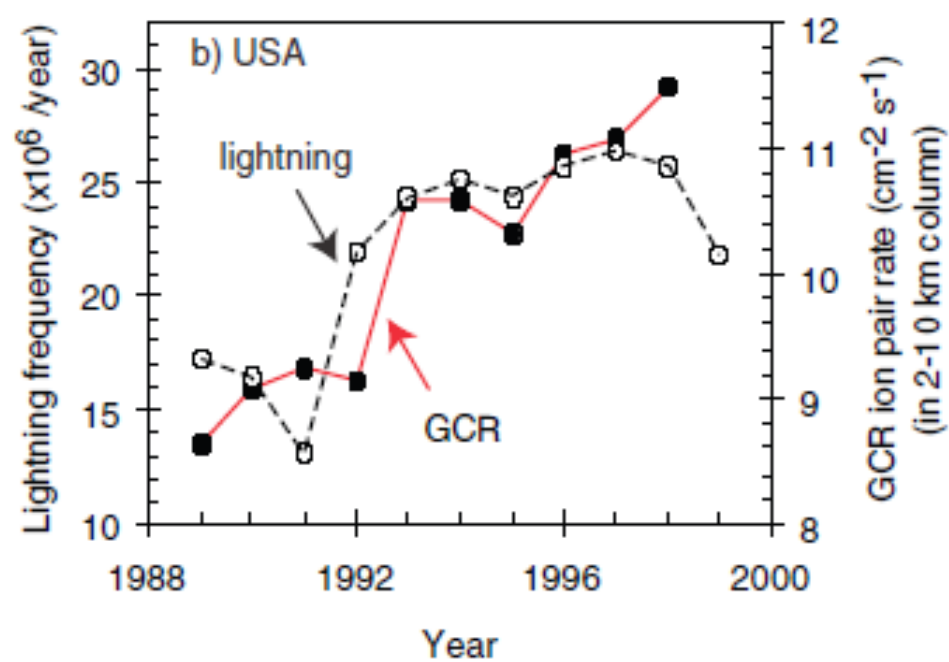 b) USA
lightning
GCR
Lightning frequency (x10⁶ /year)
30
25
20
15
10
12
11
10
9
8
GCR ion pair rate (cm⁻² s⁻¹)
(in 2-10 km column)
1988 1992 1996 2000
Year